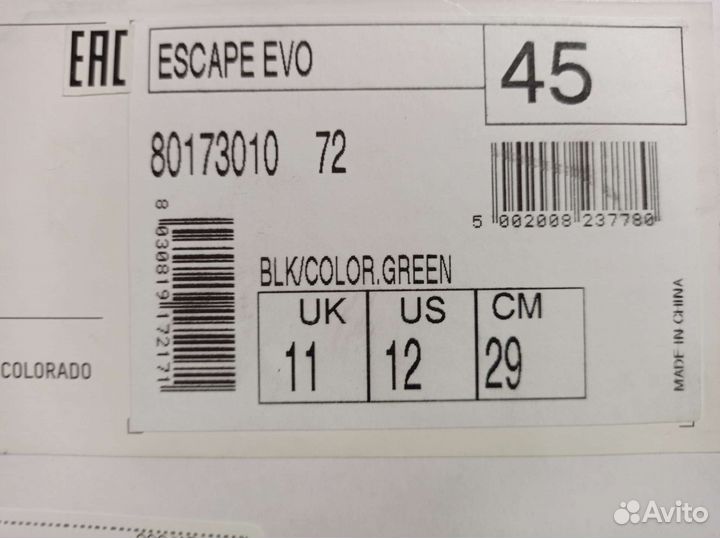 EAC
ESCAPE EVO
45
80173010 72
8 030819 172171
5 002008 237780
BLK/COLOR.GREEN
UK US CM
11 12 29
MADE IN CHINA
COLORADO
Avito